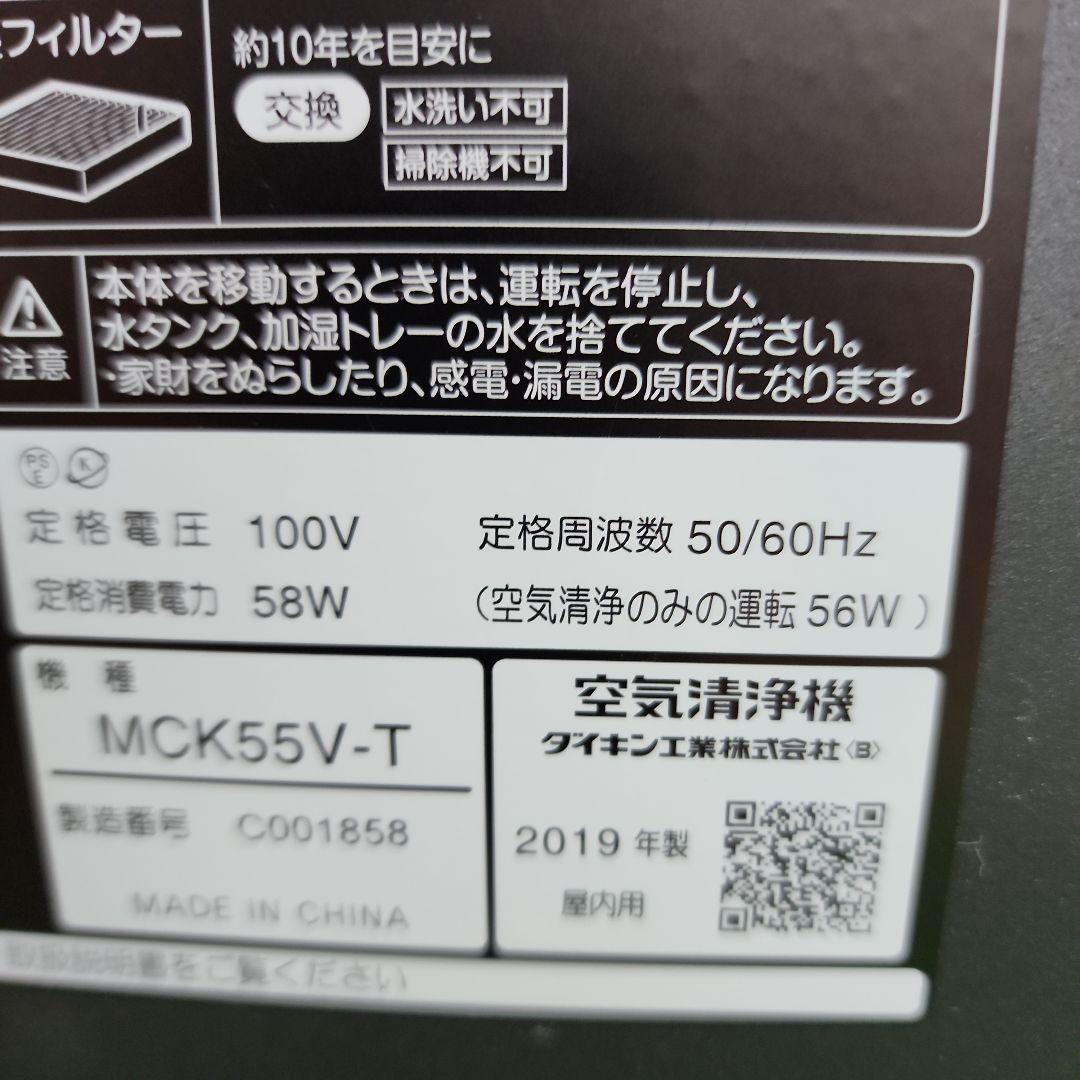 フィルター
約10年を目安に
交換
水洗い不可
掃除機不可
注意
本体を移動するときは、運転を停止し、
水タンク、加湿トレーの水を捨ててください。
・家財をぬらしたり、感電・漏電の原因になります。
PS
E
K
定格電圧 100V 定格周波数 50/60Hz
定格消費電力 58W （空気清浄のみの運転 56W ）
機種
MCK55V-T
製造番号 C001858
MADE IN CHINA
空気清浄機
ダイキン工業株式会社〈B〉
2019 年製
屋内用
取扱説明書をご覧ください